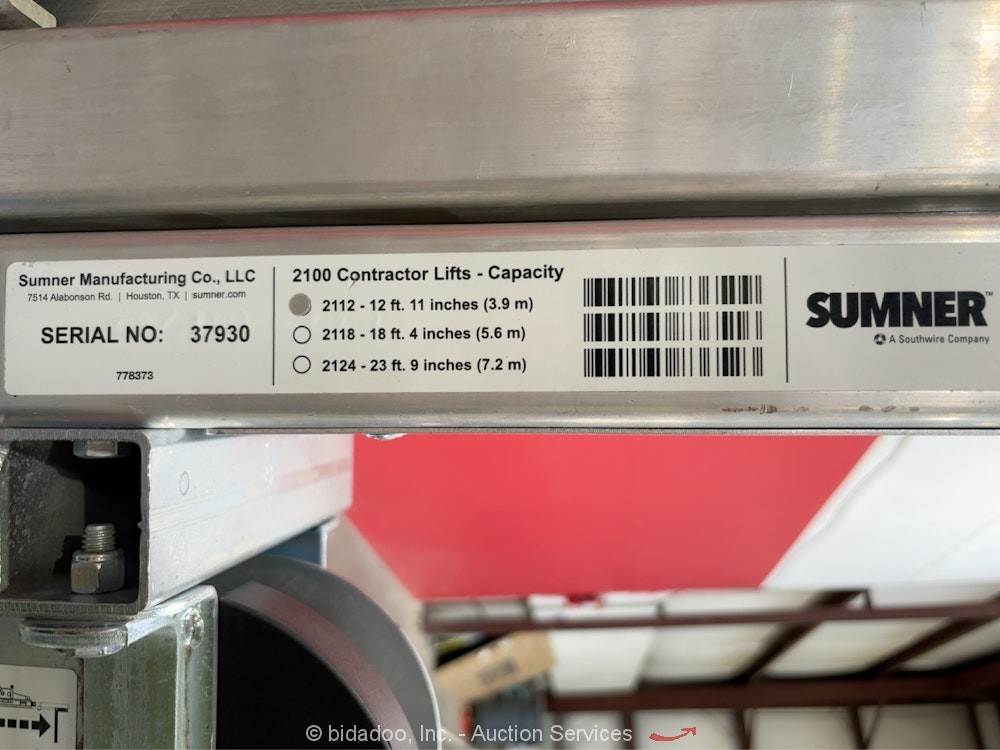 Sumner Manufacturing Co., LLC
7514 Alabonson Rd. | Houston, TX | sumner.com
SERIAL NO: 37930
778373
2100 Contractor Lifts - Capacity
2112 - 12 ft. 11 inches (3.9 m)
2118 - 18 ft. 4 inches (5.6 m)
2124 - 23 ft. 9 inches (7.2 m)
SUMNER™
A Southwire Company
© bidadoo, Inc. - Auction Services